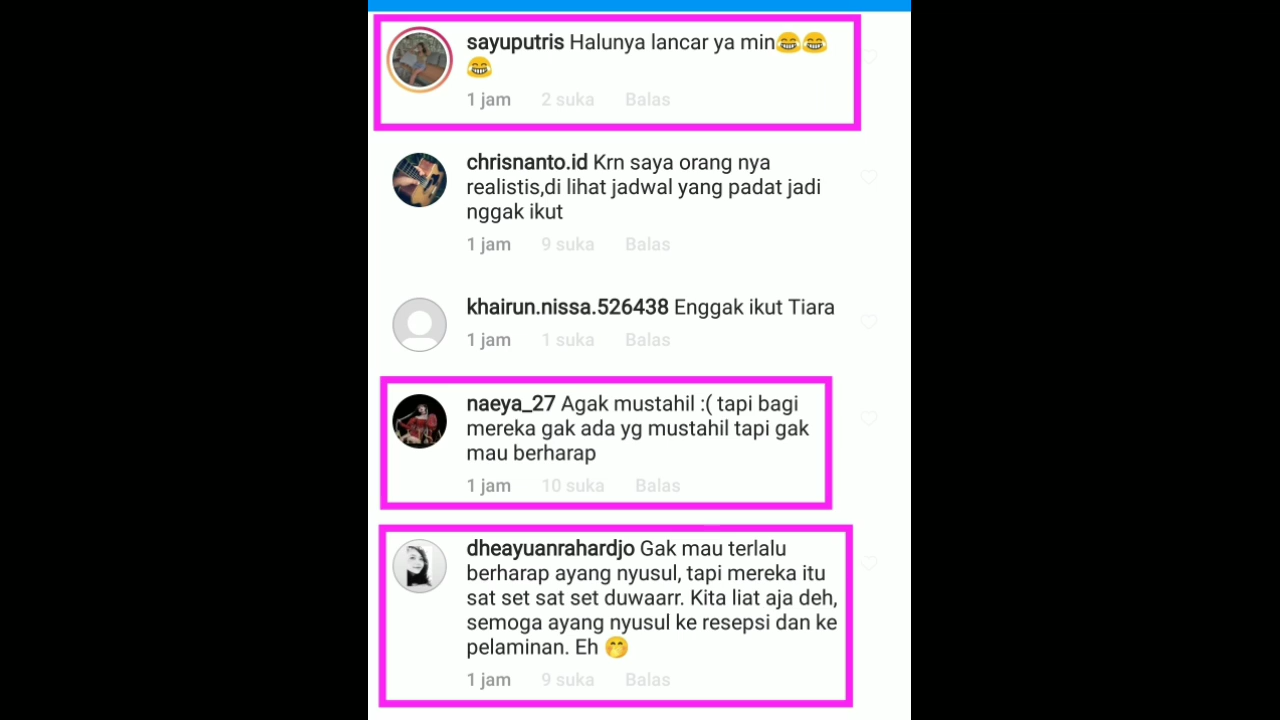 sayuputris Halunya lancar ya min😂😂
😂
1 jam 2 suka Balas
chrisnanto.id Krn saya orang nya
realistis,di lihat jadwal yang padat jadi
nggak ikut
1 jam 9 suka Balas
khairun.nissa.526438 Enggak ikut Tiara
1 jam 1 suka Balas
naeya_27 Agak mustahil :( tapi bagi
mereka gak ada yg mustahil tapi gak
mau berharap
1 jam 10 suka Balas
dheayuanrahardjo Gak mau terlalu
berharap ayang nyusul, tapi mereka itu
sat set sat set duwaarr. Kita liat aja deh,
semoga ayang nyusul ke resepsi dan ke
pelaminan. Eh 🤭
1 jam 9 suka Balas